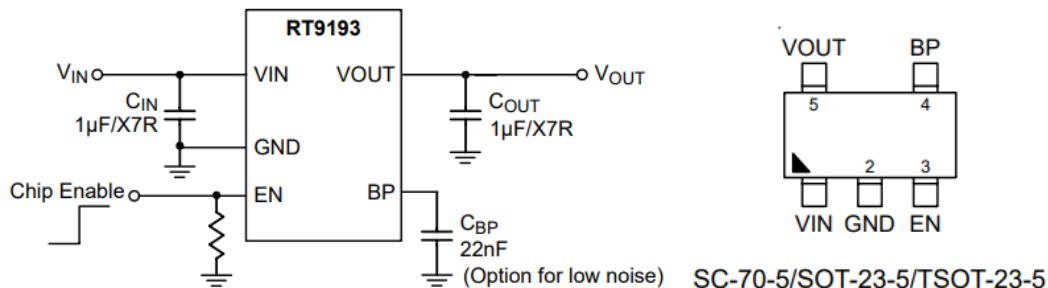 RT9193
VIN
VIN
VOUT
VOUT
CIN
1µF/X7R
COUT
1µF/X7R
GND
Chip Enable
EN
BP
CBP
22nF
(Option for low noise)
VOUT
BP
5
4
2
3
VIN
GND
EN
SC-70-5/SOT-23-5/TSOT-23-5